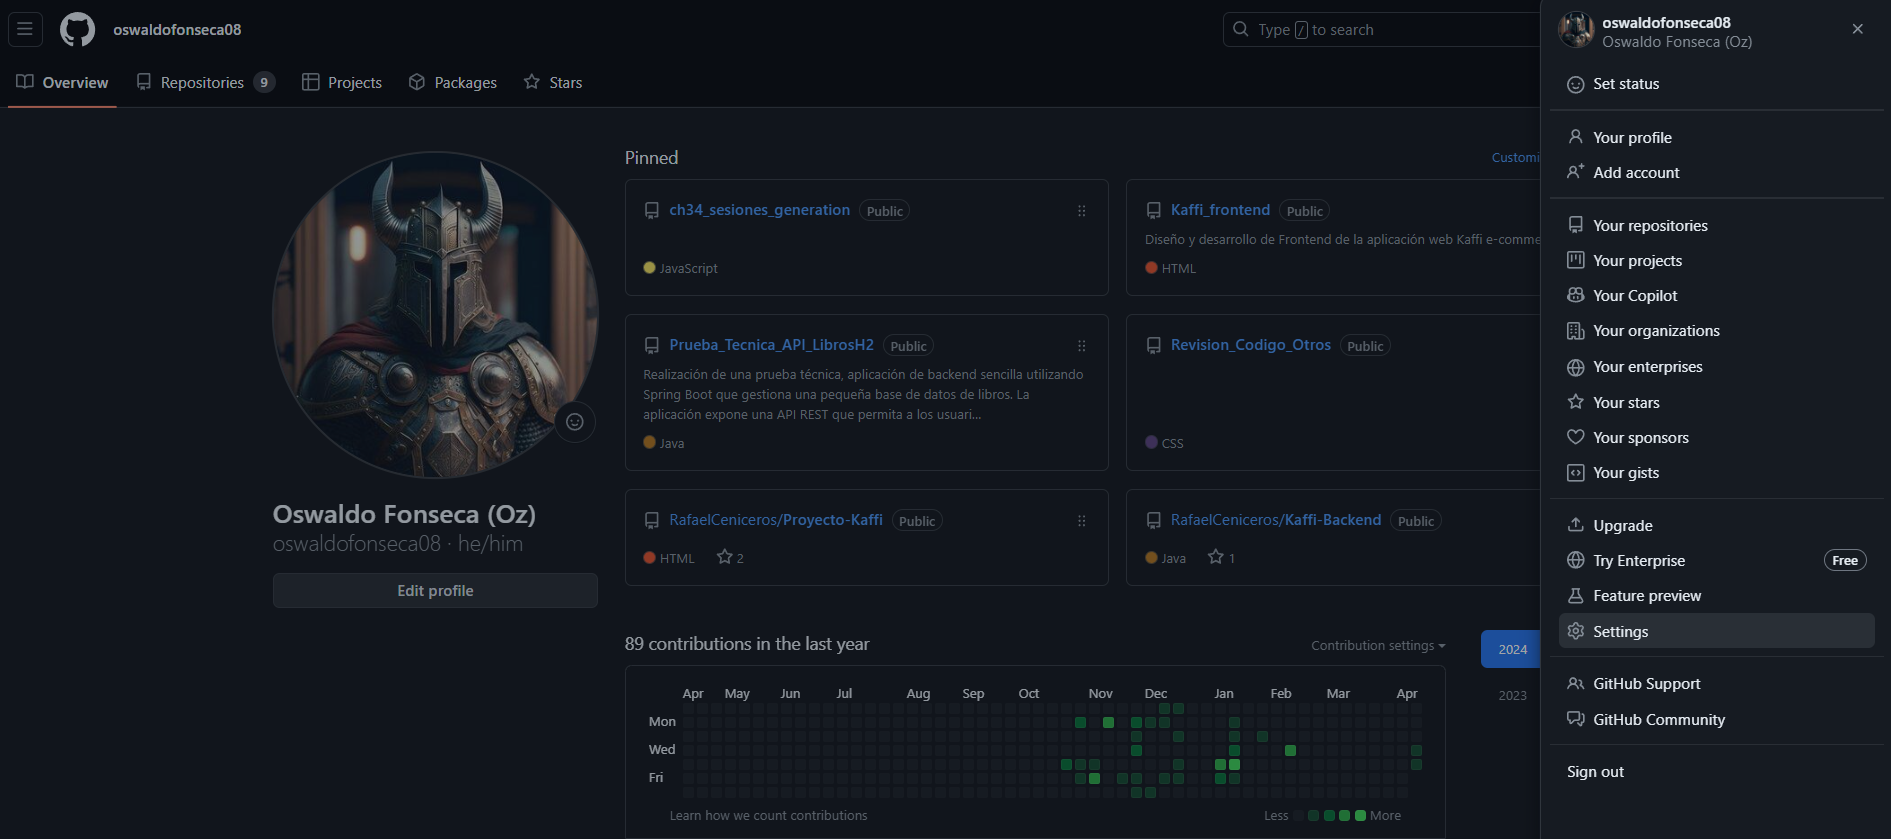 oswaldofonseca08
Type / to search
Overview
Repositories 9
Projects
Packages
Stars
Oswaldo Fonseca (Oz)
oswaldofonseca08 · he/him
Edit profile
Pinned
Customi
ch34_sesiones_generation Public
JavaScript
Kaffi_frontend Public
Diseño y desarrollo de Frontend de la aplicación web Kaffi e-comme
HTML
Prueba_Tecnica_API_LibrosH2 Public
Realización de una prueba técnica, aplicación de backend sencilla utilizando
Spring Boot que gestiona una pequeña base de datos de libros. La
aplicación expone una API REST que permita a los usuari...
Java
Revision_Codigo_Otros Public
CSS
RafaelCeniceros/Proyecto-Kaffi Public
HTML 2
RafaelCeniceros/Kaffi-Backend Public
Java 1
89 contributions in the last year
Contribution settings
2024
2023
Apr May Jun Jul Aug Sep Oct Nov Dec Jan Feb Mar Apr
Mon
Wed
Fri
Learn how we count contributions
Less More
oswaldofonseca08
Oswaldo Fonseca (Oz)
Set status
Your profile
Add account
Your repositories
Your projects
Your Copilot
Your organizations
Your enterprises
Your stars
Your sponsors
Your gists
Upgrade
Try Enterprise Free
Feature preview
Settings
GitHub Support
GitHub Community
Sign out